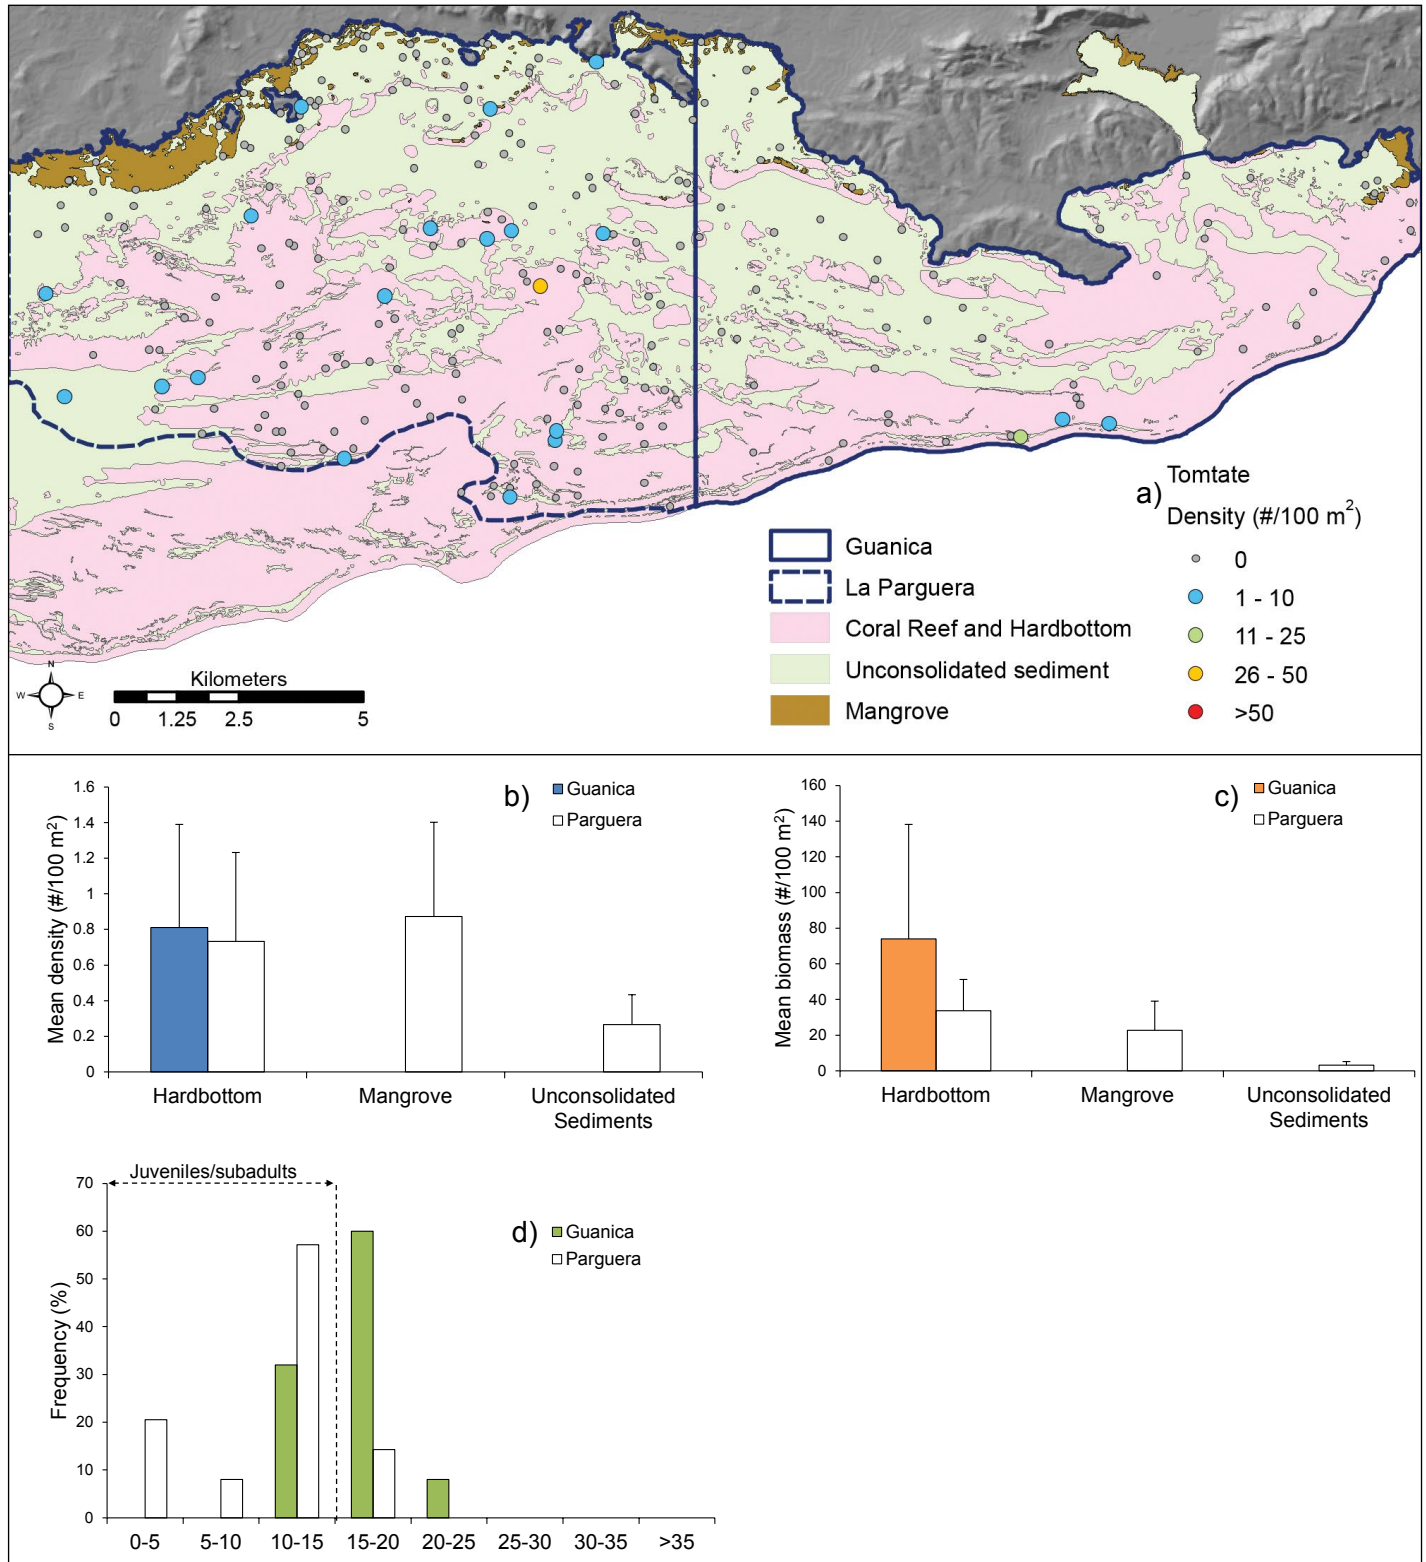 a) Tomtate
Density (#/100 m²)
0
1 - 10
11 - 25
26 - 50
>50
Guanica
La Parguera
Coral Reef and Hardbottom
Unconsolidated sediment
Mangrove
N
W E
S
Kilometers
0 1.25 2.5 5
b)
Guanica
Parguera
Mean density (#/100 m²)
1.6
1.4
1.2
1
0.8
0.6
0.4
0.2
0
Hardbottom Mangrove Unconsolidated
Sediments
c)
Guanica
Parguera
Mean biomass (#/100 m²)
160
140
120
100
80
60
40
20
0
Hardbottom Mangrove Unconsolidated
Sediments
Juveniles/subadults
d)
Guanica
Parguera
Frequency (%)
70
60
50
40
30
20
10
0
0-5 5-10 10-15 15-20 20-25 25-30 30-35 >35